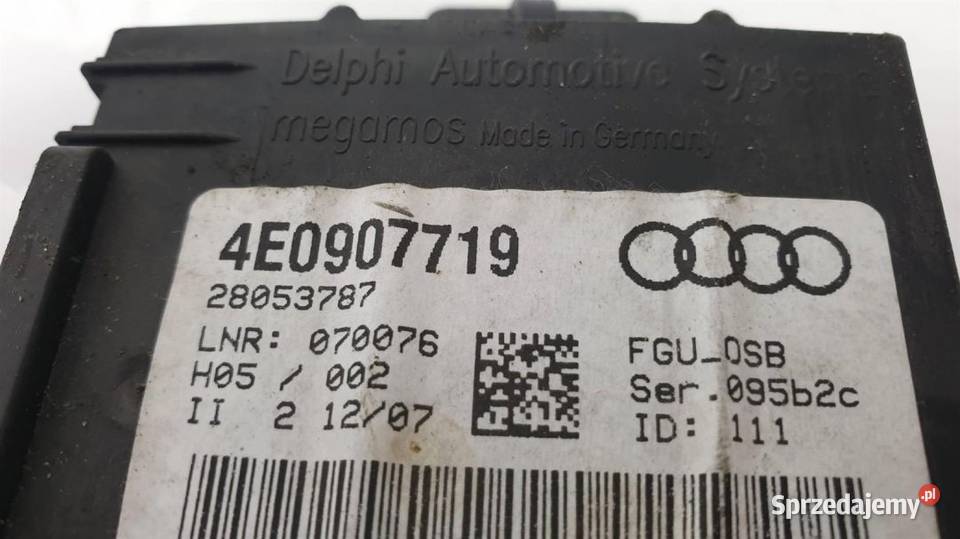 Delphi Automotive Systems
megamos Made in Germany
4E0907719
28053787
LNR: 070076
H05 / 002
II 2 12/07
FGU_OSB
Ser.095b2c
ID: 111
Sprzedajemy.pl